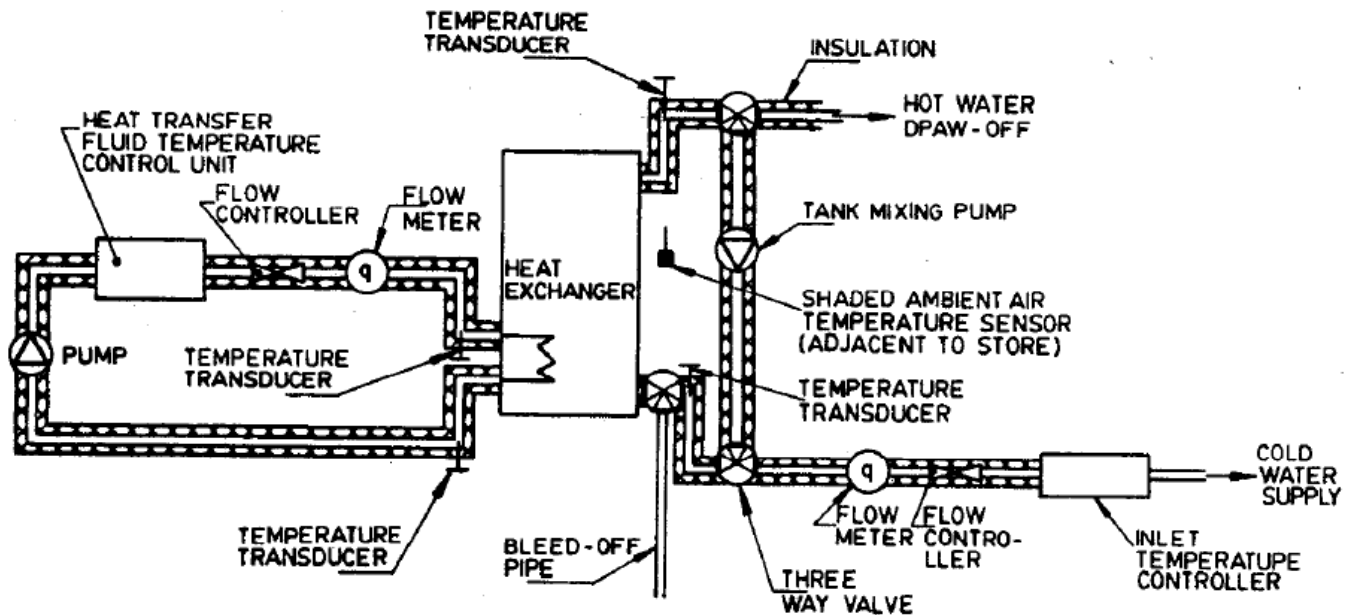 TEMPERATURE
TRANSDUCER
INSULATION
HOT WATER
DPAW-OFF
HEAT TRANSFER
FLUID TEMPERATURE
CONTROL UNIT
FLOW
CONTROLLER
FLOW
METER
TANK MIXING PUMP
HEAT
EXCHANGER
SHADED AMBIENT AIR
TEMPERATURE SENSOR
(ADJACENT TO STORE)
PUMP
TEMPERATURE
TRANSDUCER
TEMPERATURE
TRANSDUCER
COLD
WATER
SUPPLY
TEMPERATURE
TRANSDUCER
BLEED-OFF
PIPE
THREE
WAY VALVE
FLOW
METER
FLOW
CONTRO-
LLER
INLET
TEMPERATUPE
CONTROLLER
q
q